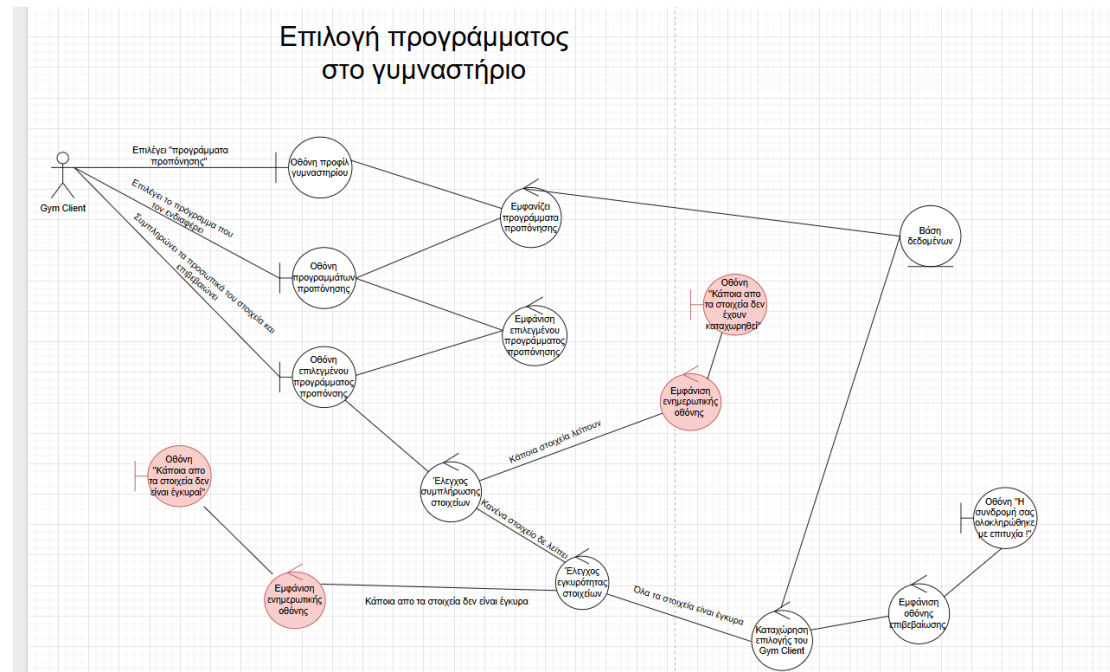 Επιλογή προγράμματος
στο γυμναστήριο
Επιλέγει "προγράμματα
προπόνησης"
Οθόνη προφίλ
γυμναστηρίου
Gym Client
Επιλέγει το πρόγραμμα που
τον ενδιαφέρει
Συμπληρώνει τα προσωπικά του στοιχεία και
επιβεβαιώνει
Εμφανίζει
προγράμματα
προπόνησης
Βάση
δεδομένων
Οθόνη
προγραμμάτων
προπόνησης
Οθόνη
"Κάποια απο
τα στοιχεία δεν
έχουν
καταχωρηθεί"
Εμφάνιση
επιλεγμένου
προγράμματος
προπόνησης
Οθόνη
επιλεγμένου
προγράμματος
προπόνσης
Εμφάνιση
ενημερωτικής
οθόνης
Κάποια στοιχεία λείπουν
Οθόνη
"Κάποια απο
τα στοιχεία δεν
είναι έγκυραί"
Έλεγχος
συμπλήρωσης
στοιχείων
Κανένα στοιχείο δε λείπει
Οθόνη "Η
συνδρομή σας
ολοκληρώθηκε
με επιτυχία !"
Έλεγχος
εγκυρότητας
στοιχείων
Εμφάνιση
ενημερωτικής
οθόνης
Κάποια απο τα στοιχεία δεν είναι έγκυρα
Όλα τα στοιχεία είναι έγκυρα
Καταχώρηση
επιλογής του
Gym Client
Εμφάνιση
οθόνης
επιβεβαίωσης